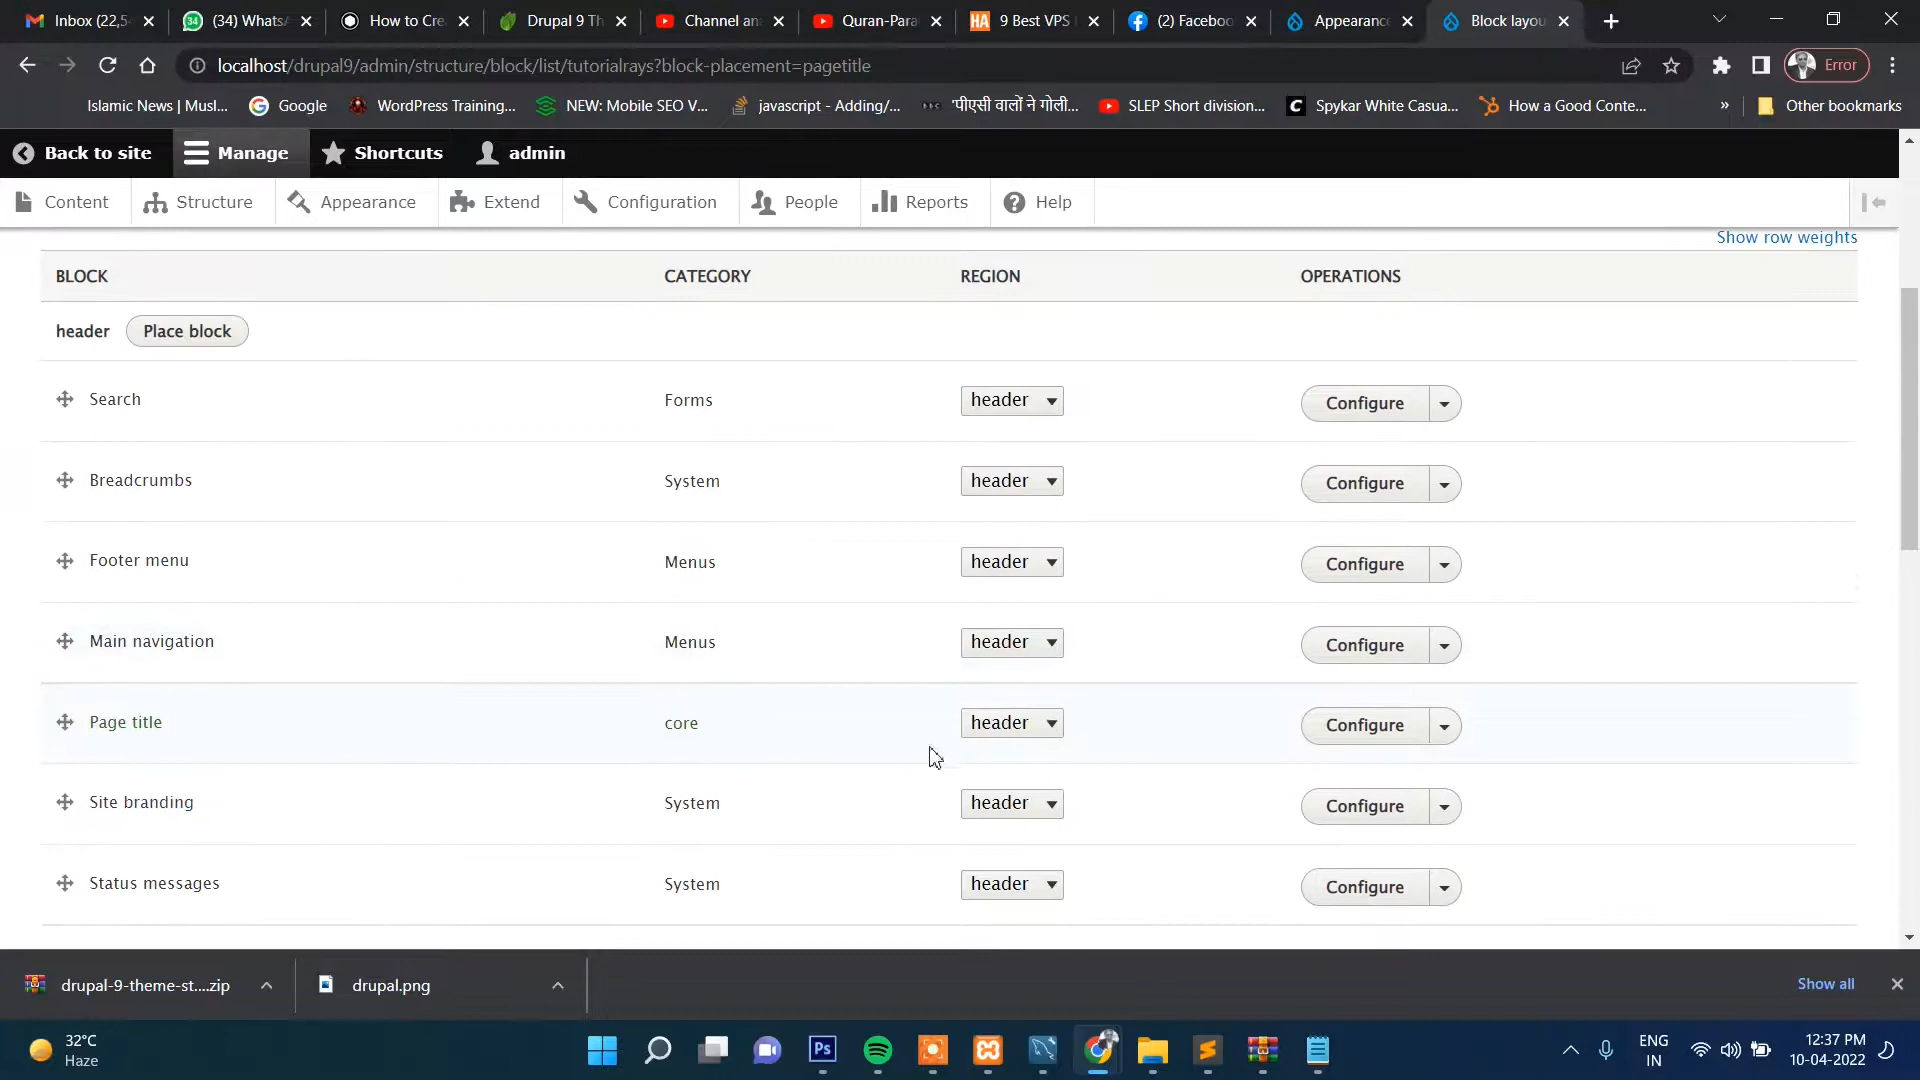 Inbox (22,5 (34) WhatsA How to Cre Drupal 9 Th Channel an Quran-Para 9 Best VPS (2) Faceboo Appearance Block layou
localhost/drupal9/admin/structure/block/list/tutorialrays?block-placement=pagetitle Error
Islamic News | Musl... Google WordPress Training... NEW: Mobile SEO V... javascript - Adding/... BBC 'पीएसी वालों ने गोली... SLEP Short division... Spykar White Casua... How a Good Conte... » Other bookmarks
Back to site Manage Shortcuts admin
Content Structure Appearance Extend Configuration People Reports Help
Show row weights
BLOCK CATEGORY REGION OPERATIONS
header Place block
Search Forms header Configure
Breadcrumbs System header Configure
Footer menu Menus header Configure
Main navigation Menus header Configure
Page title core header Configure
Site branding System header Configure
Status messages System header Configure
drupal-9-theme-st....zip drupal.png Show all
32°C
Haze
Ps
ENG
IN
12:37 PM
10-04-2022